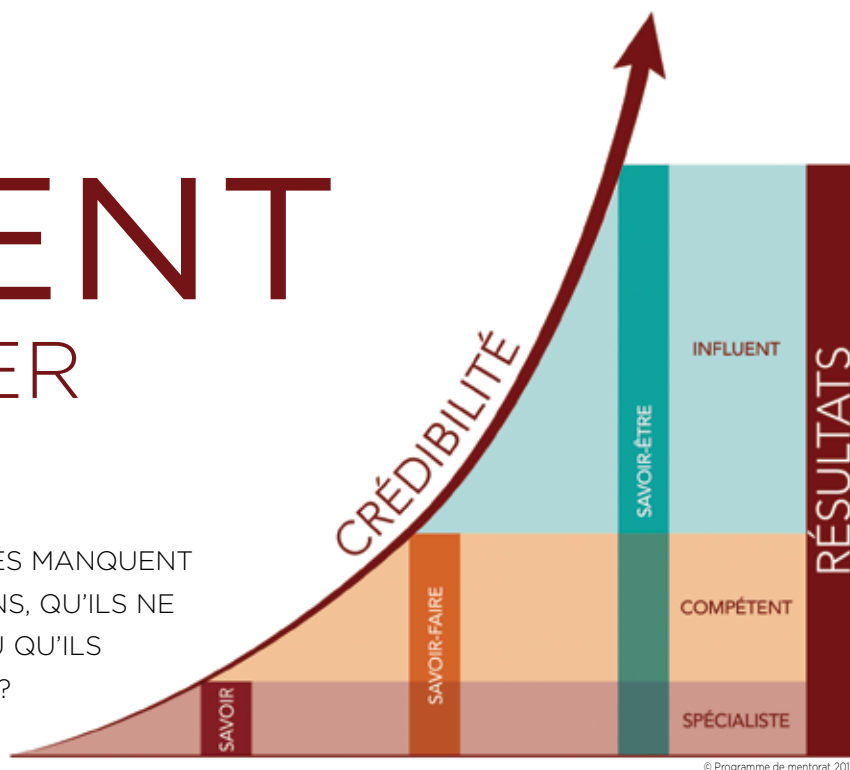 ENT
ER
ES MANQUENT
NS, QU'ILS NE
U QU'ILS
?
CRÉDIBILITÉ
SAVOIR
SAVOIR-FAIRE
SAVOIR-ÊTRE
INFLUENT
COMPÉTENT
SPÉCIALISTE
RÉSULTATS
© Programme de mentorat 201